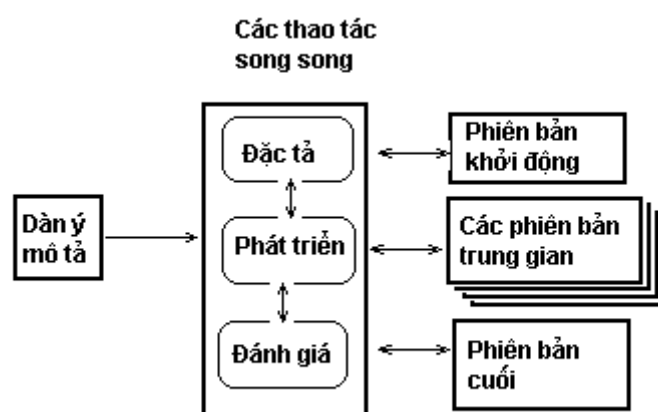 Các thao tác
song song
Dàn ý
mô tả
Đặc tả
Phát triển
Đánh giá
Phiên bản
khởi động
Các phiên bản
trung gian
Phiên bản
cuối